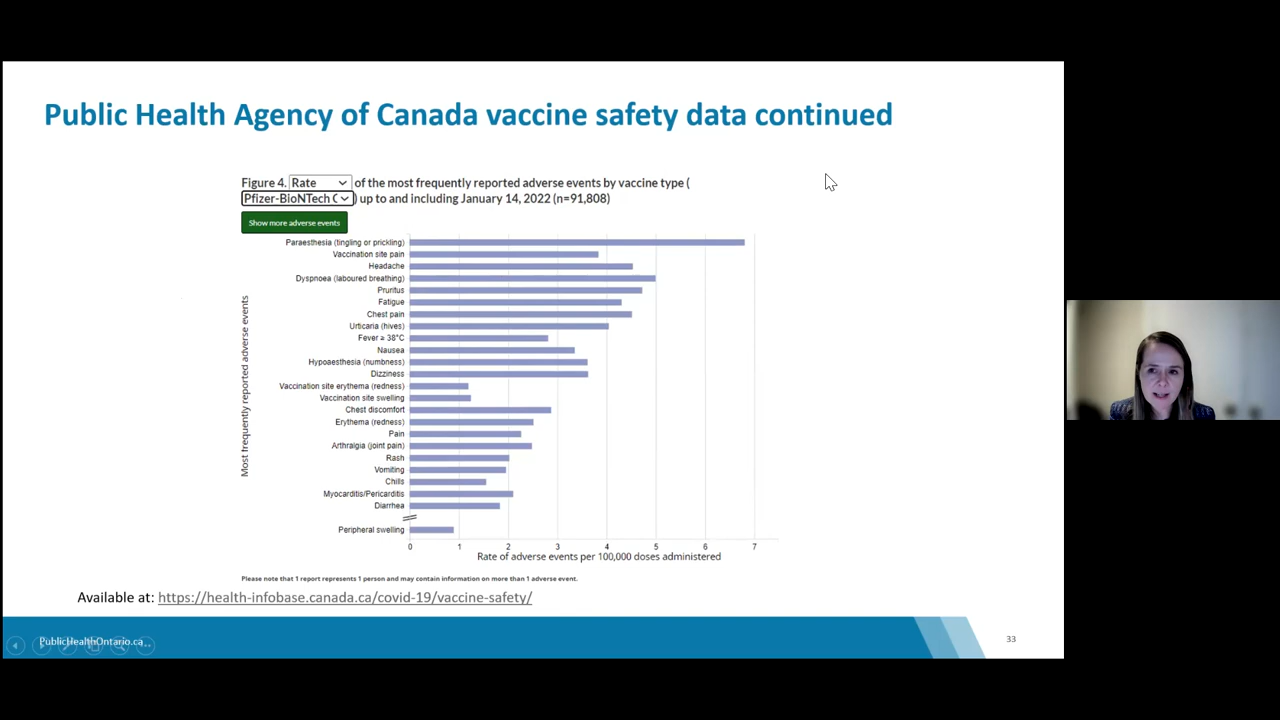 Public Health Agency of Canada vaccine safety data continued
Figure 4. Rate of the most frequently reported adverse events by vaccine type (
Pfizer-BioNTech C ) up to and including January 14, 2022 (n=91,808)
Show more adverse events
Most frequently reported adverse events
Paraesthesia (tingling or prickling)
Vaccination site pain
Headache
Dyspnoea (laboured breathing)
Pruritus
Fatigue
Chest pain
Urticaria (hives)
Fever ≥ 38°C
Nausea
Hypoaesthesia (numbness)
Dizziness
Vaccination site erythema (redness)
Vaccination site swelling
Chest discomfort
Erythema (redness)
Pain
Arthralgia (joint pain)
Rash
Vomiting
Chills
Myocarditis/Pericarditis
Diarrhea
Peripheral swelling
0 1 2 3 4 5 6 7
Rate of adverse events per 100,000 doses administered
Please note that 1 report represents 1 person and may contain information on more than 1 adverse event.
Available at: https://health-infobase.canada.ca/covid-19/vaccine-safety/
PublicHealthOntario.ca
33